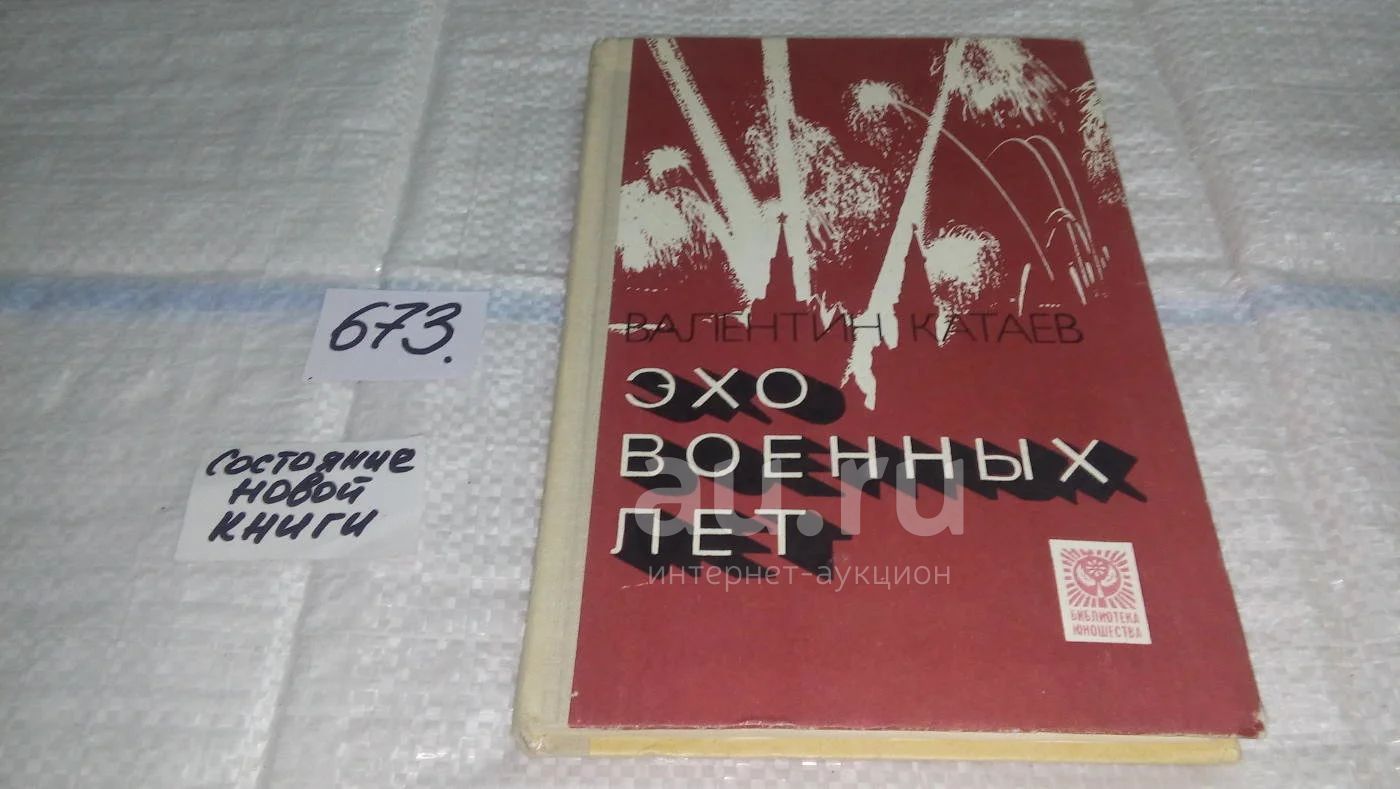 673.
состояние
новой
книги
ВАЛЕНТИН КАТАЕВ
ЭХО
ВОЕННЫХ
ЛЕТ
au.ru
интернет-аукцион
БИБЛИОТЕКА
ЮНОШЕСТВА